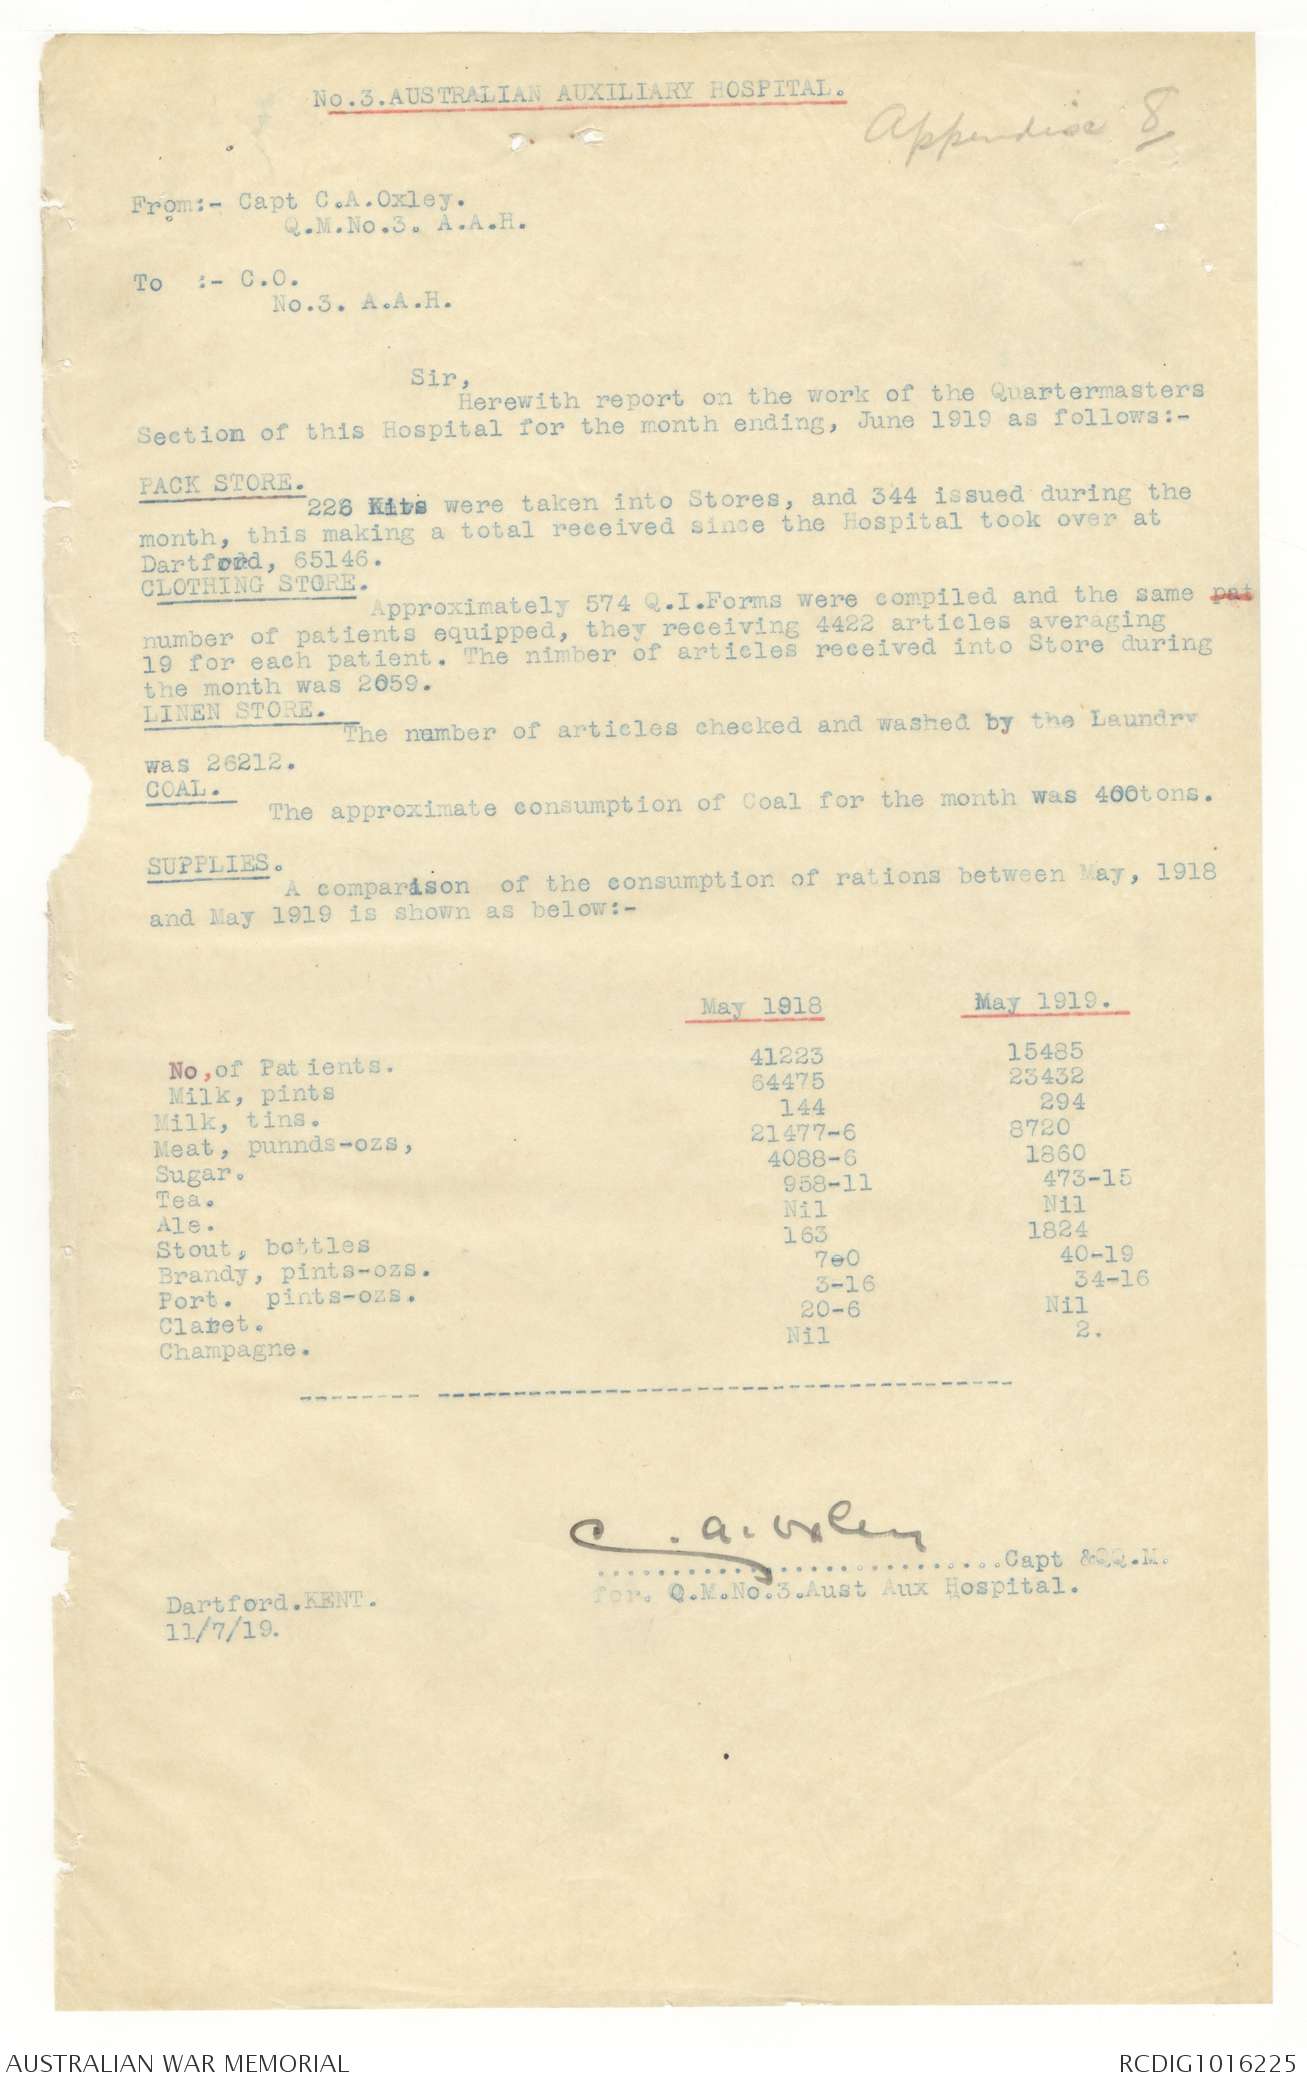 No.3.AUSTRALIAN AUXILIARY HOSPITAL.
Appendix 8
From:- Capt C.A.Oxley.
Q.M.No.3. A.A.H.
To :- C.O.
No.3. A.A.H.
Sir,
Herewith report on the work of the Quartermasters
Section of this Hospital for the month ending, June 1919 as follows:-
PACK STORE.
226 Kits were taken into Stores, and 344 issued during the
month, this making a total received since the Hospital took over at
Dartford, 65146.
CLOTHING STORE.
Approximately 574 Q.I.Forms were compiled and the same pat
number of patients equipped, they receiving 4422 articles averaging
19 for each patient. The nimber of articles received into Store during
the month was 2059.
LINEN STORE.
The number of articles checked and washed by the Laundry
was 26212.
COAL.
The approximate consumption of Coal for the month was 400tons.
SUPPLIES.
A comparison of the consumption of rations between May, 1918
and May 1919 is shown as below:-
May 1918 May 1919.
No,of Patients. 41223 15485
Milk, pints 64475 23432
Milk, tins. 144 294
Meat, punnds-ozs, 21477-6 8720
Sugar. 4088-6 1860
Tea. 958-11 473-15
Ale. Nil Nil
Stout, bottles 163 1824
Brandy, pints-ozs. 7-0 40-19
Port. pints-ozs. 3-16 34-16
Claret. 20-6 Nil
Champagne. Nil 2.
C. A. Oxley
..............................Capt &QQ.M.
for. Q.M.No.3.Aust Aux Hospital.
Dartford.KENT.
11/7/19.
AUSTRALIAN WAR MEMORIAL
RCDIG1016225